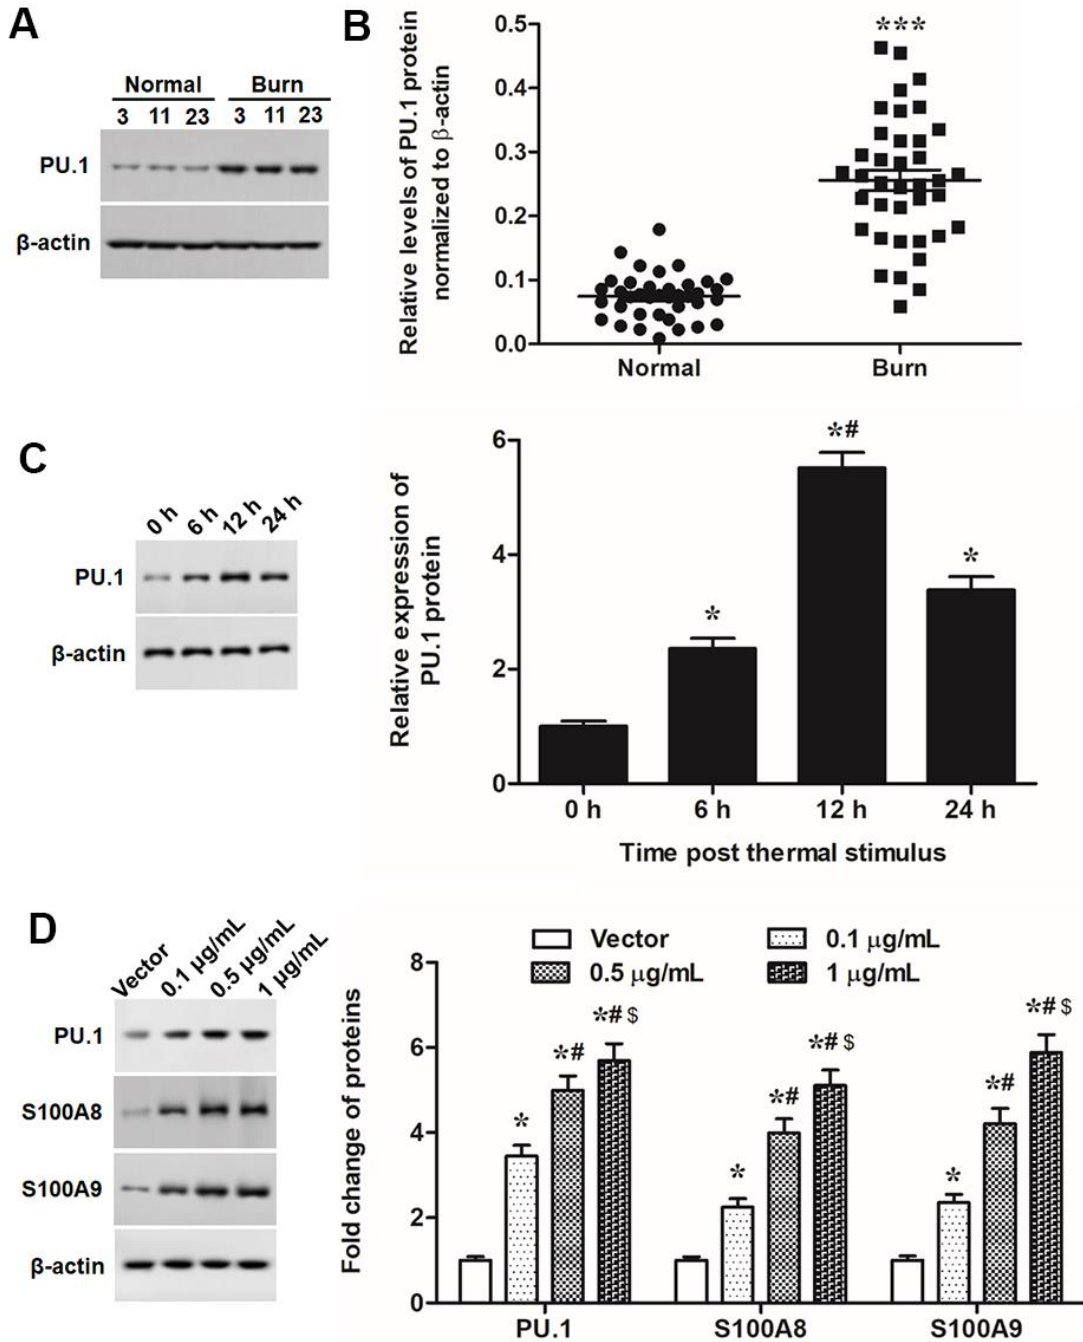 A
Normal Burn
3 11 23 3 11 23
PU.1
β-actin
B
Relative levels of PU.1 protein
normalized to β-actin
0.5
0.4
0.3
0.2
0.1
0.0
***
Normal Burn
C
0 h 6 h 12 h 24 h
PU.1
β-actin
Relative expression of
PU.1 protein
6
4
2
0
* *# *
0 h 6 h 12 h 24 h
Time post thermal stimulus
D
Vector 0.1 µg/mL 0.5 µg/mL 1 µg/mL
PU.1
S100A8
S100A9
β-actin
Fold change of proteins
Vector 0.1 µg/mL
0.5 µg/mL 1 µg/mL
8
6
4
2
0
* *# *# $ * *# *# $ * *# *# $
PU.1 S100A8 S100A9